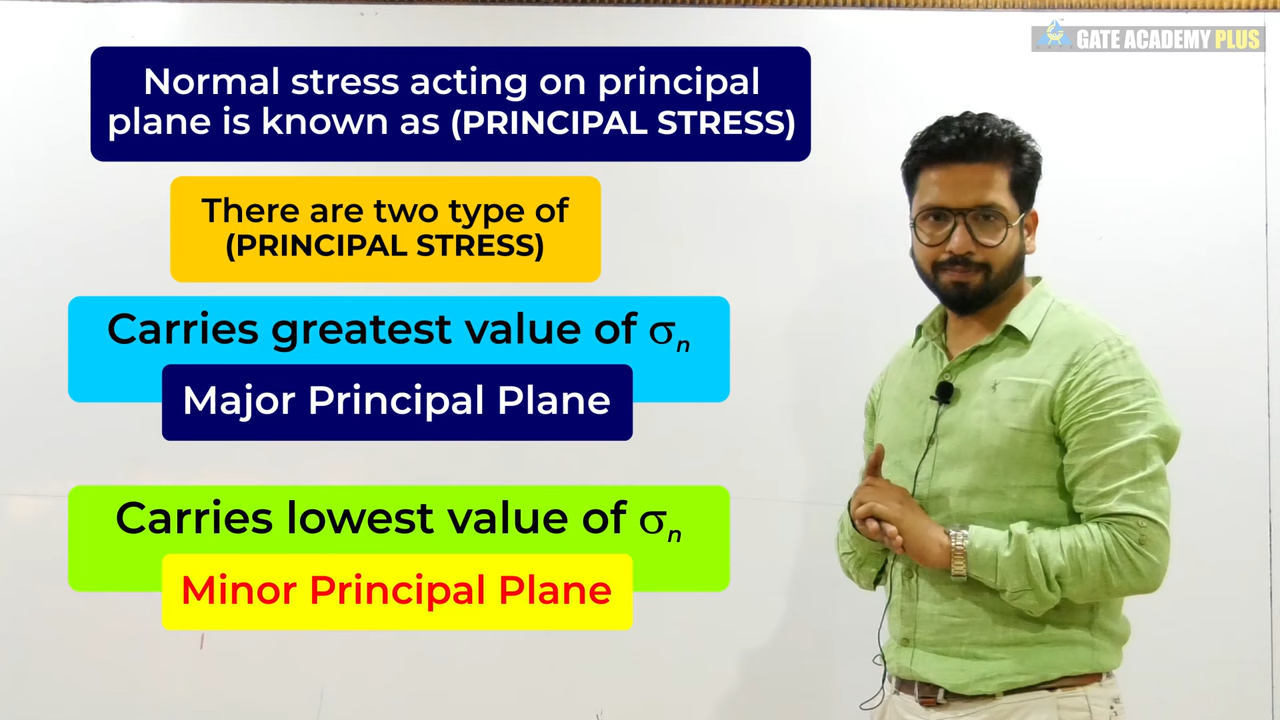 GATE ACADEMY PLUS
Normal stress acting on principal
plane is known as (PRINCIPAL STRESS)
There are two type of
(PRINCIPAL STRESS)
Carries greatest value of σₙ
Major Principal Plane
Carries lowest value of σₙ
Minor Principal Plane